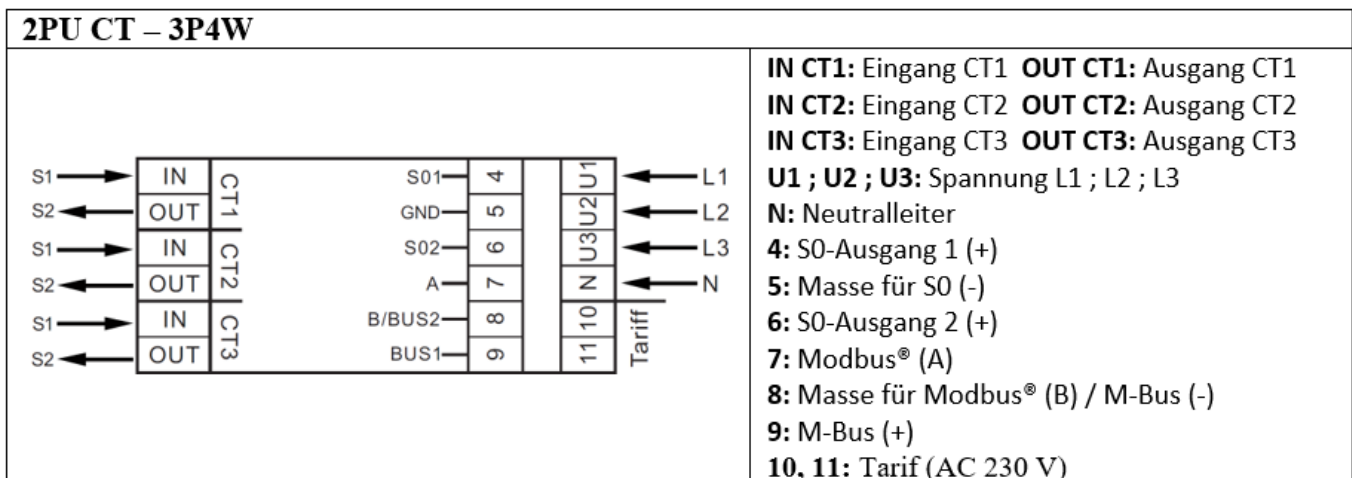 2PU CT – 3P4W
S1 IN CT1 S01 4 U1 L1
S2 OUT GND 5 U2 L2
S1 IN CT2 S02 6 U3 L3
S2 OUT A 7 N N
S1 IN CT3 B/BUS2 8 10 Tariff
S2 OUT BUS1 9 11
IN CT1: Eingang CT1 OUT CT1: Ausgang CT1
IN CT2: Eingang CT2 OUT CT2: Ausgang CT2
IN CT3: Eingang CT3 OUT CT3: Ausgang CT3
U1 ; U2 ; U3: Spannung L1 ; L2 ; L3
N: Neutralleiter
4: S0-Ausgang 1 (+)
5: Masse für S0 (-)
6: S0-Ausgang 2 (+)
7: Modbus® (A)
8: Masse für Modbus® (B) / M-Bus (-)
9: M-Bus (+)
10, 11: Tarif (AC 230 V)